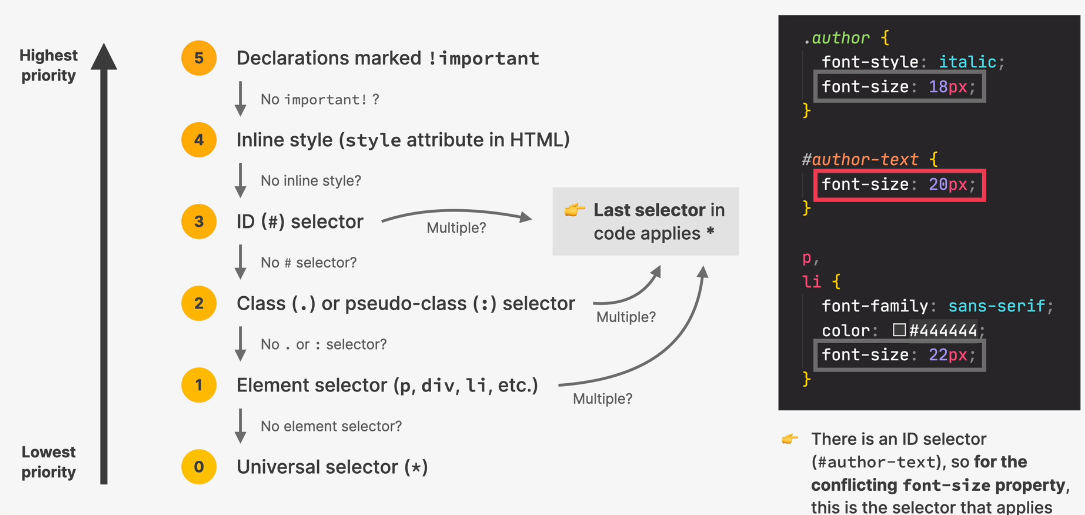 Highest
priority
5 Declarations marked !important
No important! ?
4 Inline style (style attribute in HTML)
No inline style?
3 ID (#) selector
Multiple?
👉 Last selector in
code applies *
No # selector?
2 Class (.) or pseudo-class (:) selector
Multiple?
No . or : selector?
1 Element selector (p, div, li, etc.)
Multiple?
No element selector?
Lowest
priority
0 Universal selector (*)
.author {
font-style: italic;
font-size: 18px;
}
#author-text {
font-size: 20px;
}
p,
li {
font-family: sans-serif;
color: #444444;
font-size: 22px;
}
👉 There is an ID selector
(#author-text), so for the
conflicting font-size property,
this is the selector that applies